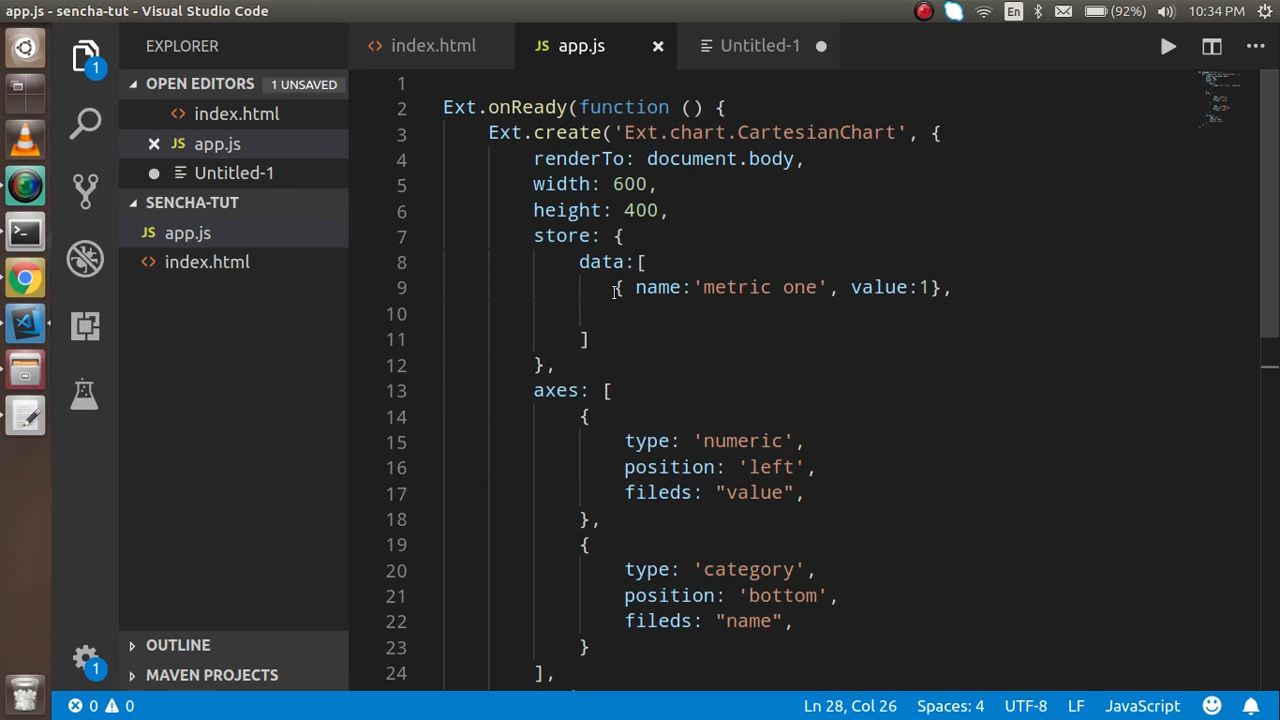 app.js - sencha-tut - Visual Studio Code
En
(92%)
10:34 PM
EXPLORER
OPEN EDITORS
1 UNSAVED
index.html
app.js
Untitled-1
SENCHA-TUT
app.js
index.html
OUTLINE
MAVEN PROJECTS
1
1
index.html
JS app.js
Untitled-1
1
2 Ext.onReady(function () {
3 Ext.create('Ext.chart.CartesianChart', {
4 renderTo: document.body,
5 width: 600,
6 height: 400,
7 store: {
8 data:[
9 { name:'metric one', value:1},
10
11 ]
12 },
13 axes: [
14 {
15 type: 'numeric',
16 position: 'left',
17 fileds: "value",
18 },
19 {
20 type: 'category',
21 position: 'bottom',
22 fileds: "name",
23 }
24 ],
0 0
Ln 28, Col 26
Spaces: 4
UTF-8
LF
JavaScript